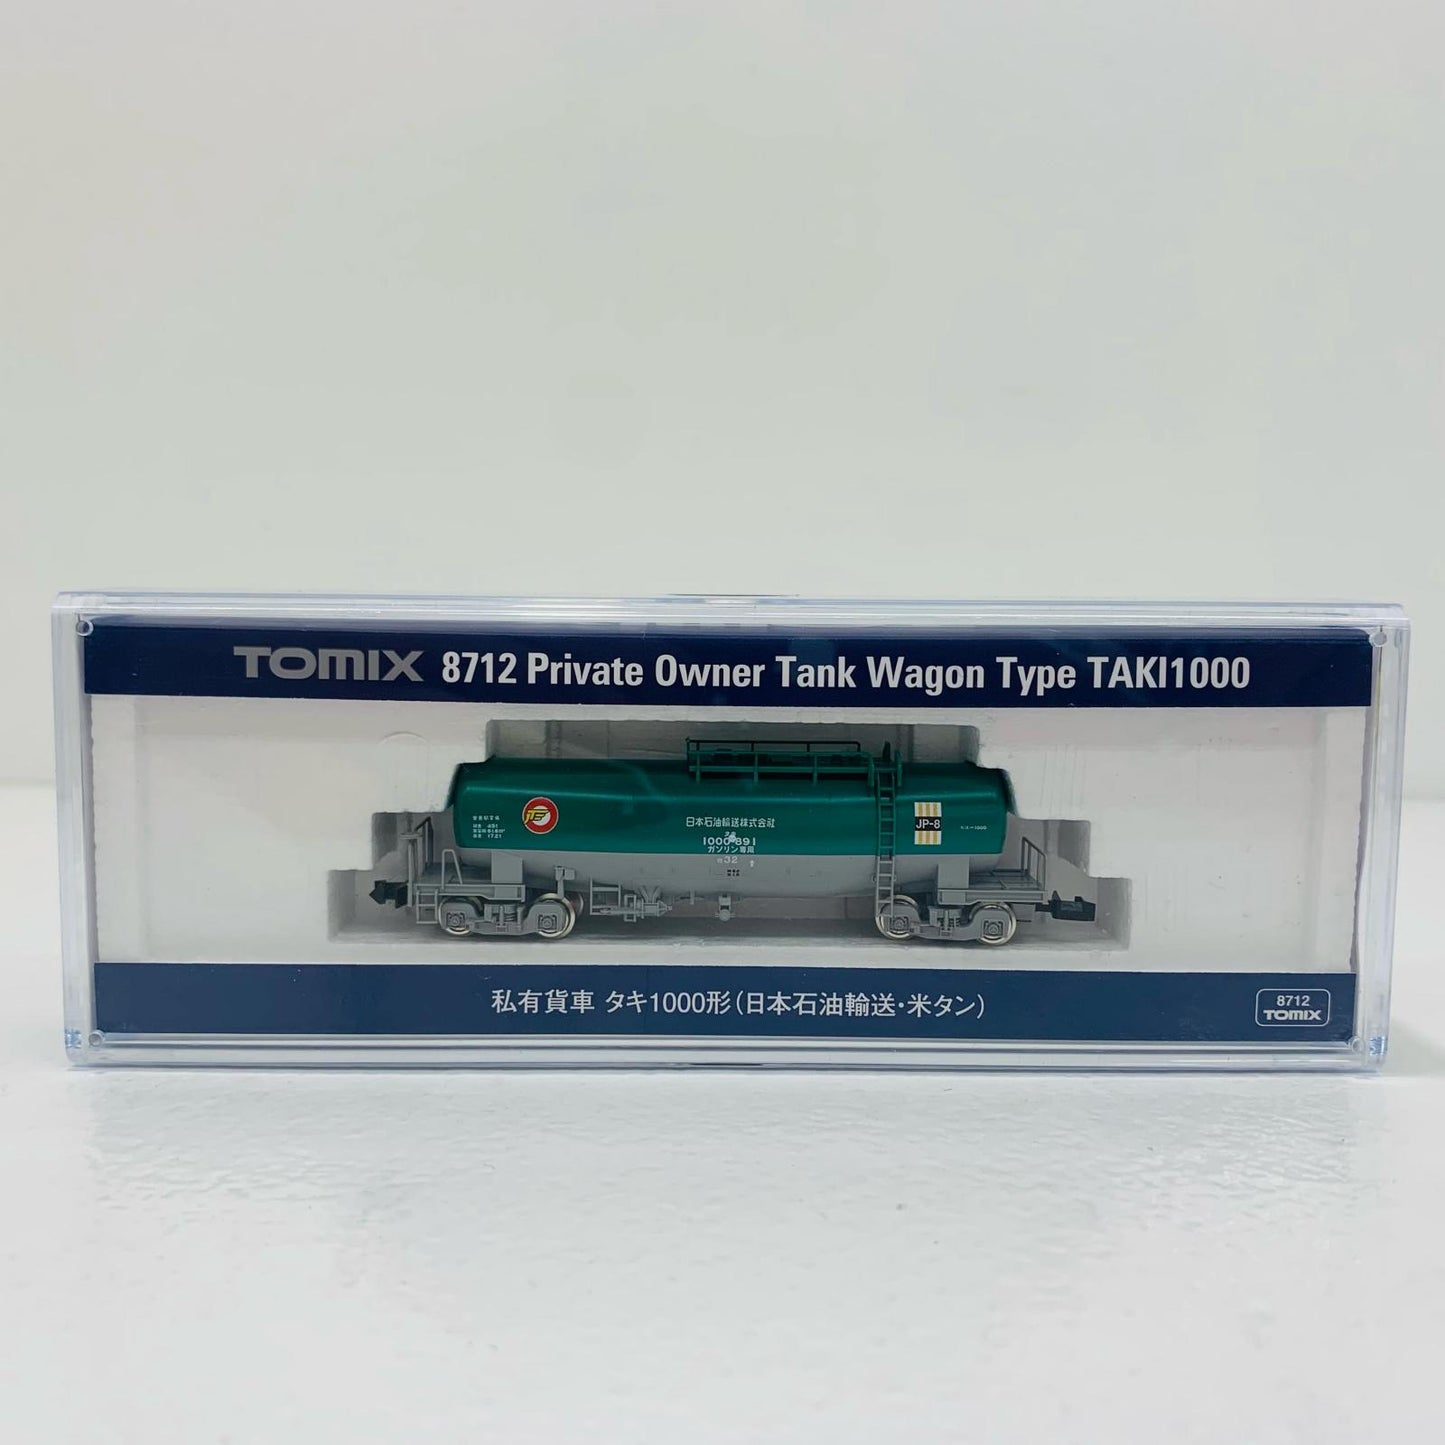 TOMIX 8712 Private Owner Tank Wagon Type TAKI1000
日本石油輸送株式会社
タキ
1000-891
ガソリン専用
JP-8
私有貨車 タキ1000形(日本石油輸送・米タン)
8712
TOMIX